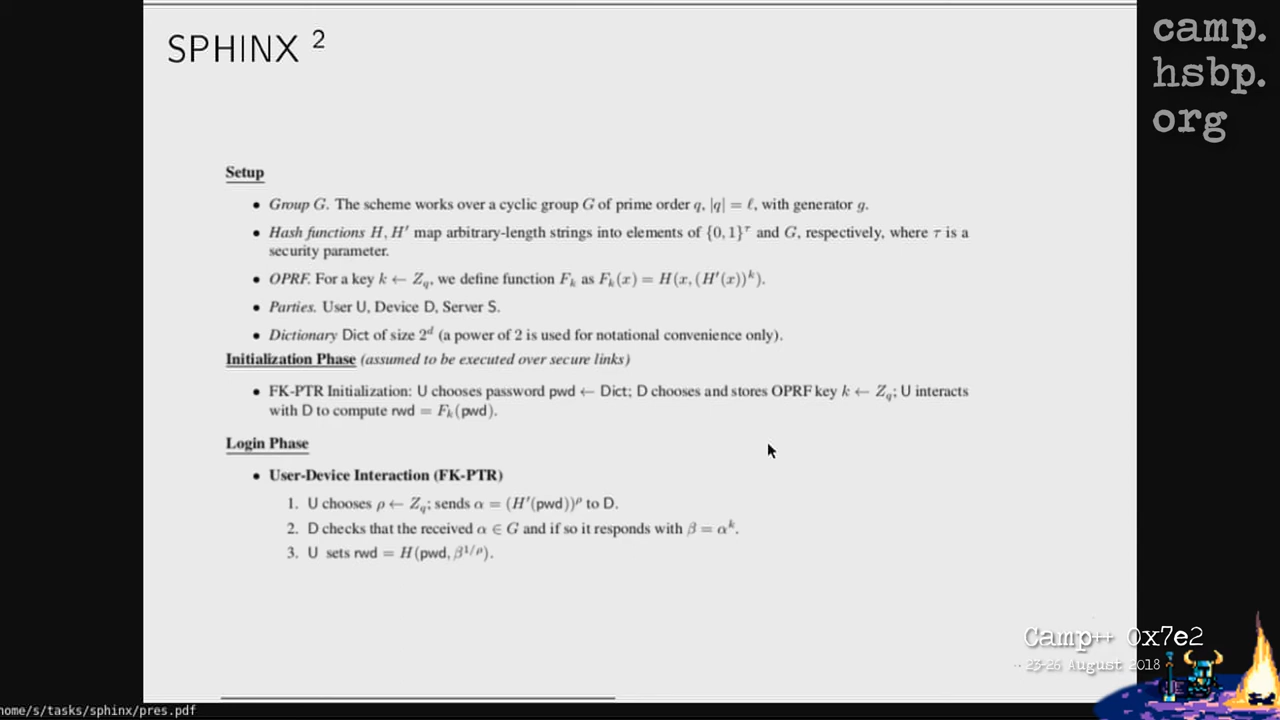 SPHINX ²
camp.
hsbp.
org
Setup
• Group G. The scheme works over a cyclic group G of prime order q, |q| = ℓ, with generator g.
• Hash functions H, H′ map arbitrary-length strings into elements of {0, 1}^τ and G, respectively, where τ is a
security parameter.
• OPRF. For a key k ← Z_q, we define function F_k as F_k(x) = H(x, (H′(x))^k).
• Parties. User U, Device D, Server S.
• Dictionary Dict of size 2^d (a power of 2 is used for notational convenience only).
Initialization Phase (assumed to be executed over secure links)
• FK-PTR Initialization: U chooses password pwd ← Dict; D chooses and stores OPRF key k ← Z_q; U interacts
with D to compute rwd = F_k(pwd).
Login Phase
• User-Device Interaction (FK-PTR)
1. U chooses ρ ← Z_q; sends α = (H′(pwd))^ρ to D.
2. D checks that the received α ∈ G and if so it responds with β = α^k.
3. U sets rwd = H(pwd, β^{1/ρ}).
Camp++ 0x7e2
23-26 August 2018
home/s/tasks/sphinx/pres.pdf